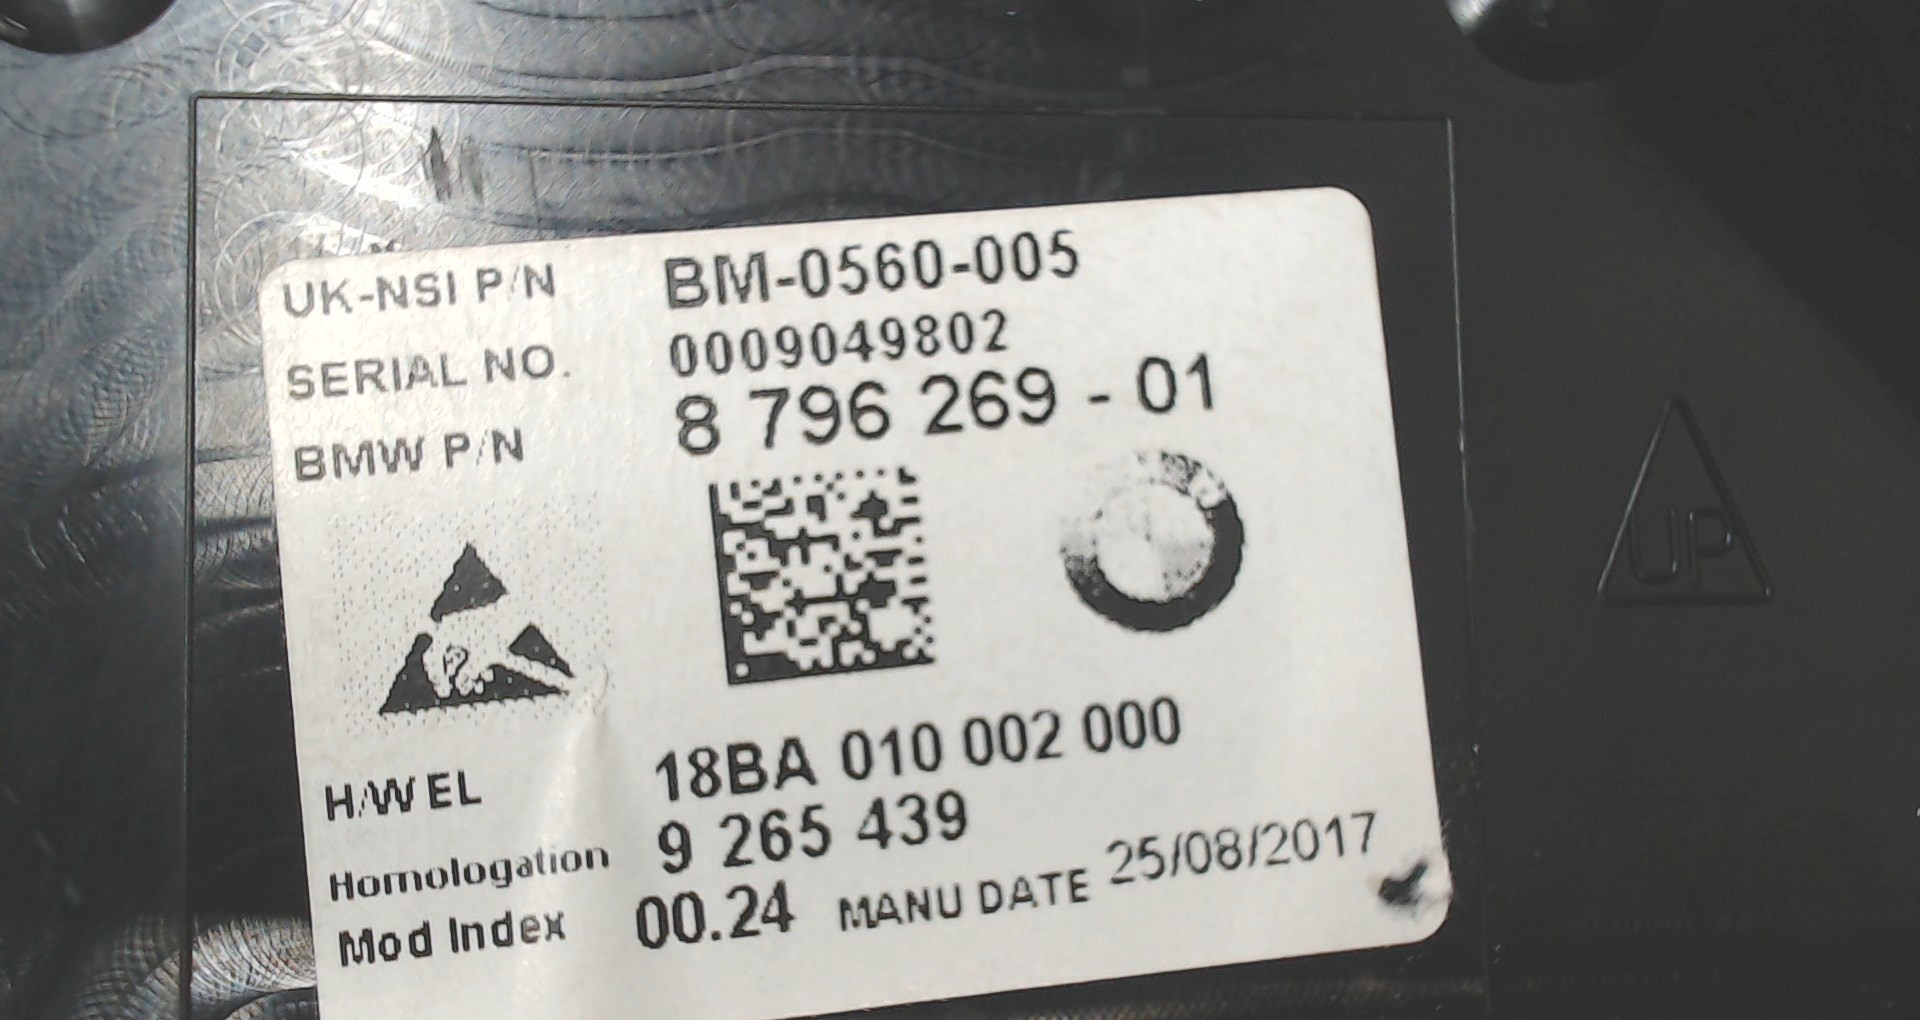 UK-NSI P/N BM-0560-005
SERIAL NO. 0009049802
BMW P/N 8 796 269 - 01
H/W EL 18BA 010 002 000
Homologation 9 265 439
Mod Index 00.24 MANU DATE 25/08/2017
UP